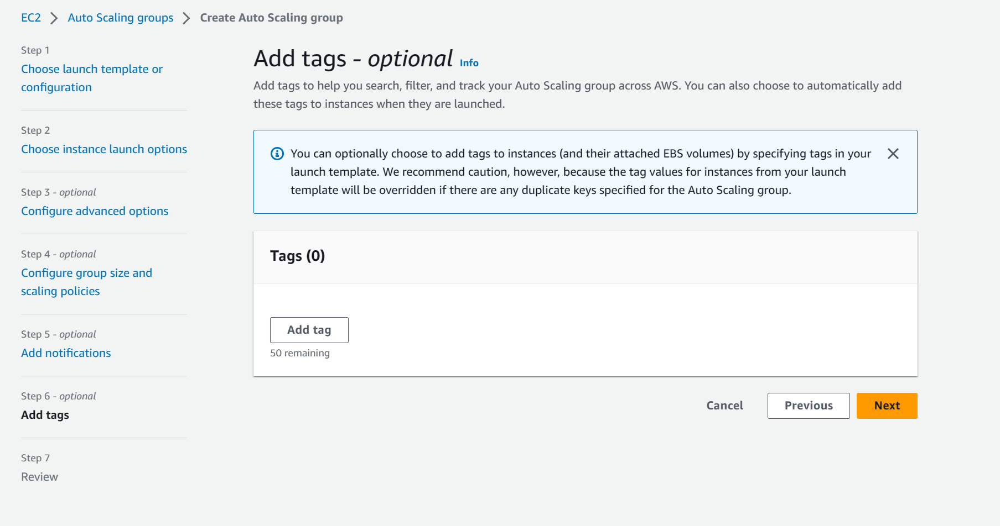 EC2 > Auto Scaling groups > Create Auto Scaling group
Step 1
Choose launch template or
configuration
Step 2
Choose instance launch options
Step 3 - optional
Configure advanced options
Step 4 - optional
Configure group size and
scaling policies
Step 5 - optional
Add notifications
Step 6 - optional
Add tags
Step 7
Review
Add tags - optional Info
Add tags to help you search, filter, and track your Auto Scaling group across AWS. You can also choose to automatically add
these tags to instances when they are launched.
You can optionally choose to add tags to instances (and their attached EBS volumes) by specifying tags in your
launch template. We recommend caution, however, because the tag values for instances from your launch
template will be overridden if there are any duplicate keys specified for the Auto Scaling group.
Tags (0)
Add tag
50 remaining
Cancel Previous Next